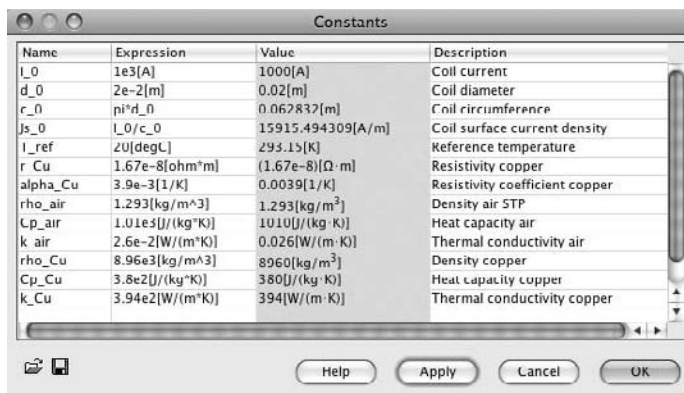 Constants
Name Expression Value Description
I_0 1e3[A] 1000[A] Coil current
d_0 2e-2[m] 0.02[m] Coil diameter
c_0 pi*d_0 0.062832[m] Coil circumference
Js_0 I_0/c_0 15915.494309[A/m] Coil surface current density
T_ref 20[degC] 293.15[K] Reference temperature
r_Cu 1.67e-8[ohm*m] (1.67e-8)[Ω·m] Resistivity copper
alpha_Cu 3.9e-3[1/K] 0.0039[1/K] Resistivity coefficient copper
rho_air 1.293[kg/m^3] 1.293[kg/m³] Density air STP
Cp_air 1.01e3[J/(kg*K)] 1010[J/(kg·K)] Heat capacity air
k_air 2.6e-2[W/(m*K)] 0.026[W/(m·K)] Thermal conductivity air
rho_Cu 8.96e3[kg/m^3] 8960[kg/m³] Density copper
Cp_Cu 3.8e2[J/(kg*K)] 380[J/(kg·K)] Heat capacity copper
k_Cu 3.94e2[W/(m*K)] 394[W/(m·K)] Thermal conductivity copper
Help Apply Cancel OK